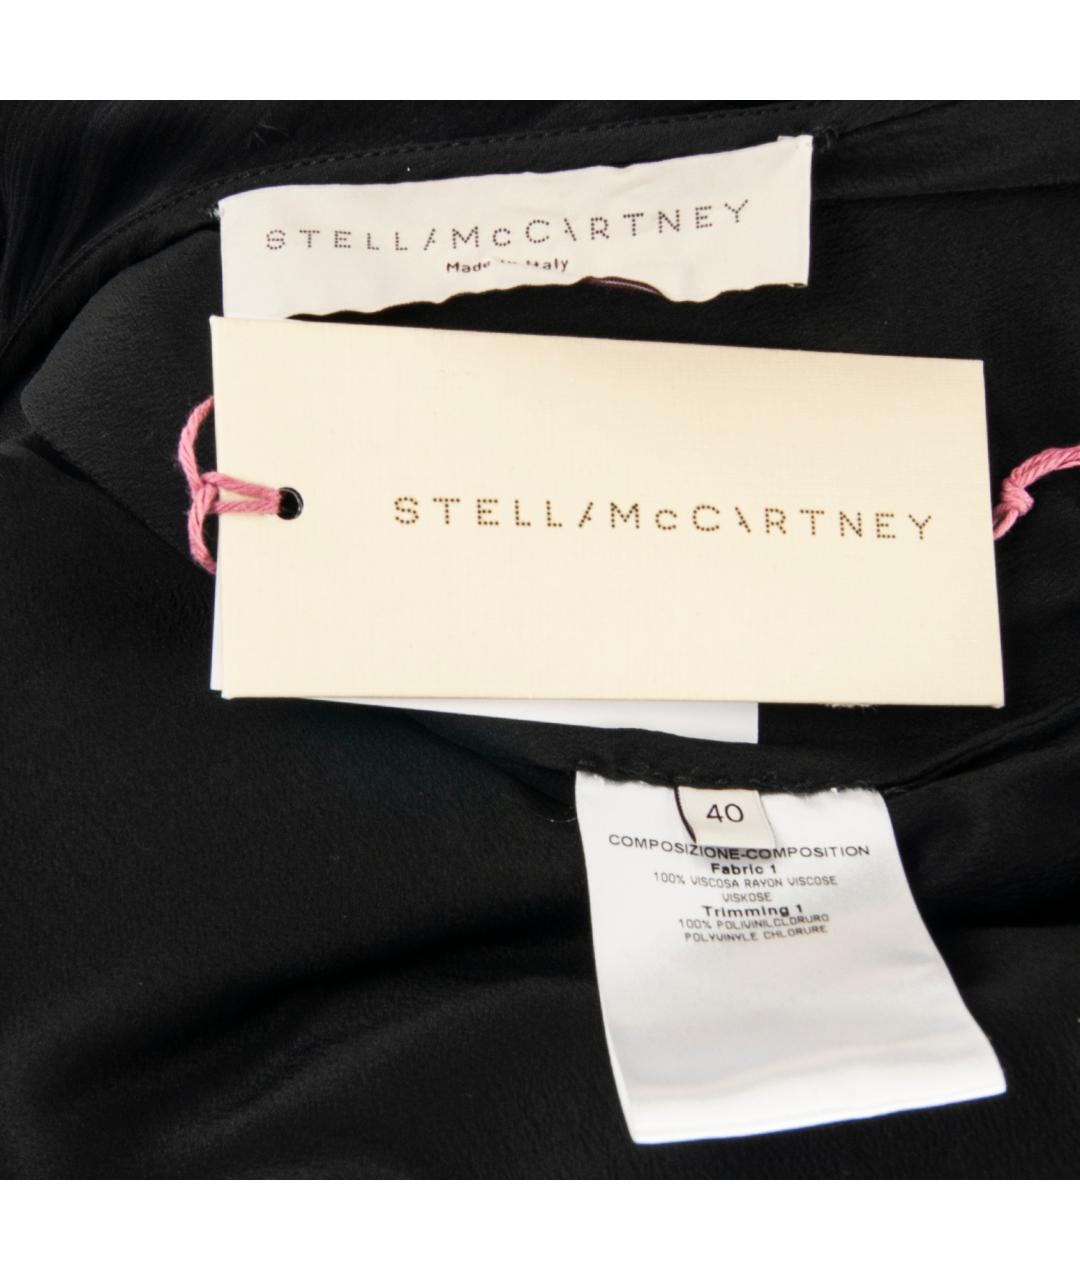 STELLA McCARTNEY
Made in Italy
STELLA McCARTNEY
40
COMPOSIZIONE-COMPOSITION
Fabric 1
100% VISCOSA RAYON VISCOSE
VISKOSE
Trimming 1
100% POLIVINILCLORURO
POLYVINYLE CHLORURE